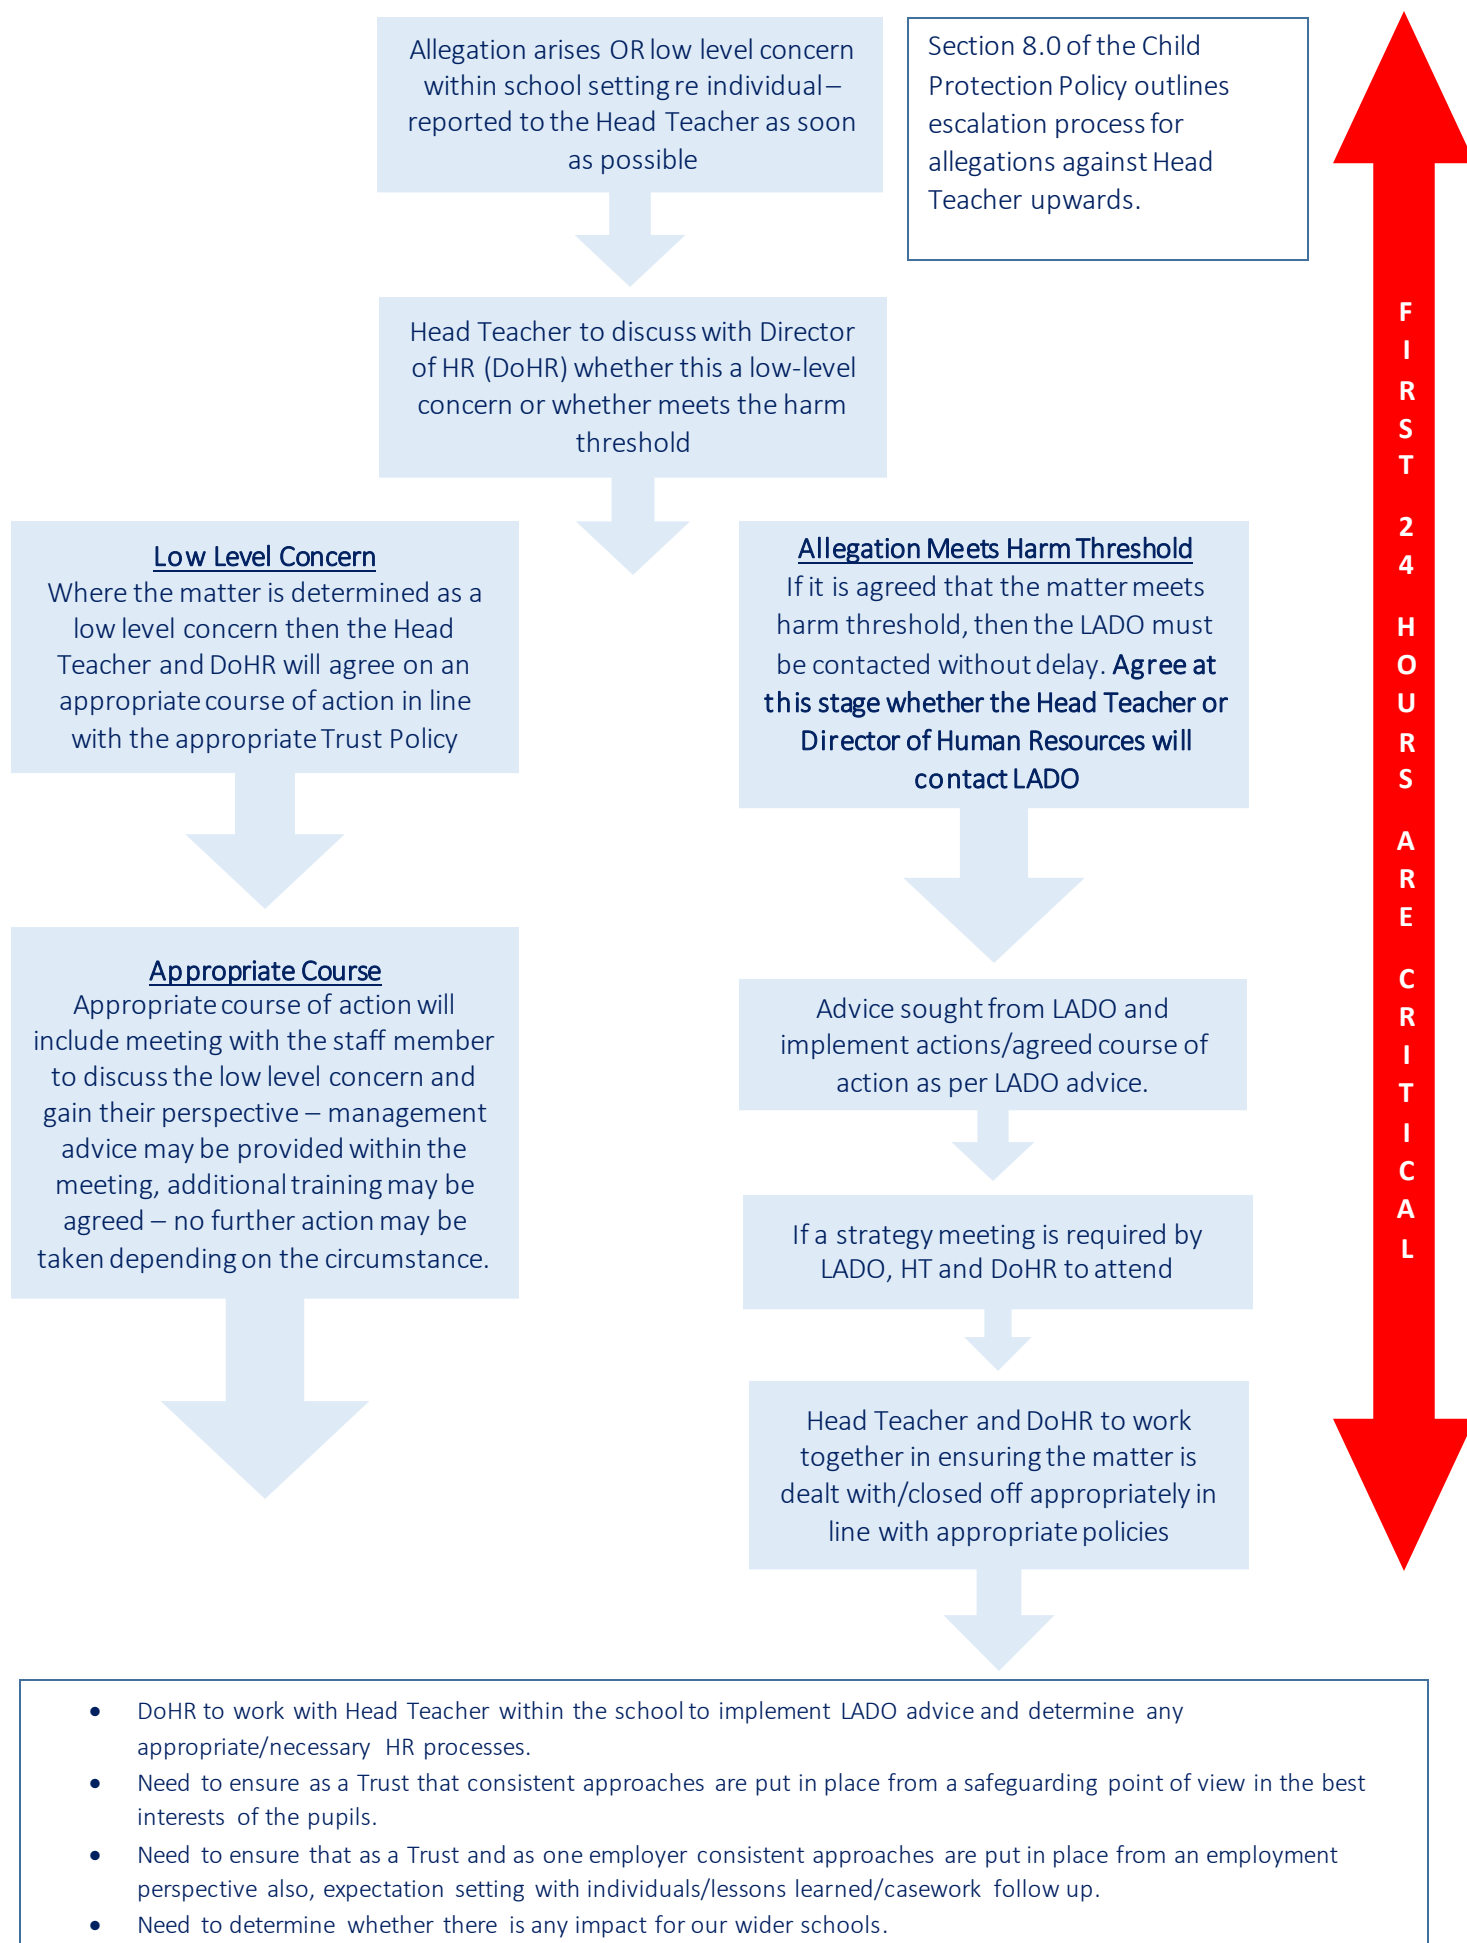 Allegation arises OR low level concern
within school setting re individual –
reported to the Head Teacher as soon
as possible
Section 8.0 of the Child
Protection Policy outlines
escalation process for
allegations against Head
Teacher upwards.
Head Teacher to discuss with Director
of HR (DoHR) whether this a low-level
concern or whether meets the harm
threshold
Low Level Concern
Where the matter is determined as a
low level concern then the Head
Teacher and DoHR will agree on an
appropriate course of action in line
with the appropriate Trust Policy
Allegation Meets Harm Threshold
If it is agreed that the matter meets
harm threshold, then the LADO must
be contacted without delay. Agree at
this stage whether the Head Teacher or
Director of Human Resources will
contact LADO
Appropriate Course
Appropriate course of action will
include meeting with the staff member
to discuss the low level concern and
gain their perspective – management
advice may be provided within the
meeting, additional training may be
agreed – no further action may be
taken depending on the circumstance.
Advice sought from LADO and
implement actions/agreed course of
action as per LADO advice.
If a strategy meeting is required by
LADO, HT and DoHR to attend
Head Teacher and DoHR to work
together in ensuring the matter is
dealt with/closed off appropriately in
line with appropriate policies
FIRST 24 HOURS ARE CRITICAL
• DoHR to work with Head Teacher within the school to implement LADO advice and determine any
appropriate/necessary HR processes.
• Need to ensure as a Trust that consistent approaches are put in place from a safeguarding point of view in the best
interests of the pupils.
• Need to ensure that as a Trust and as one employer consistent approaches are put in place from an employment
perspective also, expectation setting with individuals/lessons learned/casework follow up.
• Need to determine whether there is any impact for our wider schools.